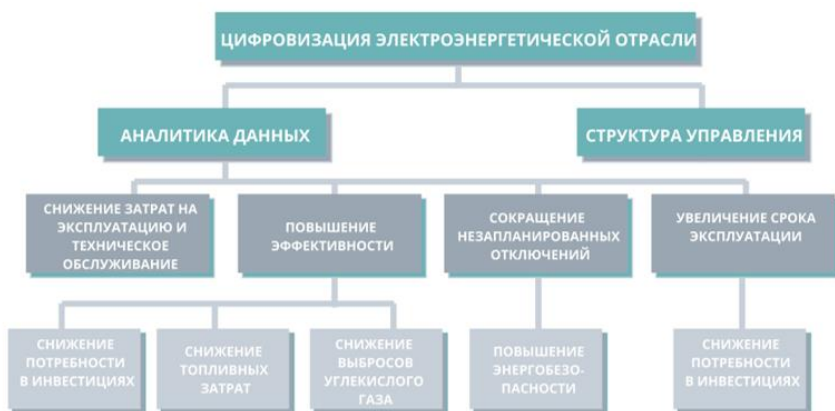 ЦИФРОВИЗАЦИЯ ЭЛЕКТРОЭНЕРГЕТИЧЕСКОЙ ОТРАСЛИ
АНАЛИТИКА ДАННЫХ
СТРУКТУРА УПРАВЛЕНИЯ
СНИЖЕНИЕ ЗАТРАТ НА
ЭКСПЛУАТАЦИЮ И
ТЕХНИЧЕСКОЕ
ОБСЛУЖИВАНИЕ
ПОВЫШЕНИЕ
ЭФФЕКТИВНОСТИ
СОКРАЩЕНИЕ
НЕЗАПЛАНИРОВАННЫХ
ОТКЛЮЧЕНИЙ
УВЕЛИЧЕНИЕ СРОКА
ЭКСПЛУАТАЦИИ
СНИЖЕНИЕ
ПОТРЕБНОСТИ
В ИНВЕСТИЦИЯХ
СНИЖЕНИЕ
ТОПЛИВНЫХ
ЗАТРАТ
СНИЖЕНИЕ
ВЫБРОСОВ
УГЛЕКИСЛОГО
ГАЗА
ПОВЫШЕНИЕ
ЭНЕРГОБЕЗО-
ПАСНОСТИ
СНИЖЕНИЕ
ПОТРЕБНОСТИ
В ИНВЕСТИЦИЯХ